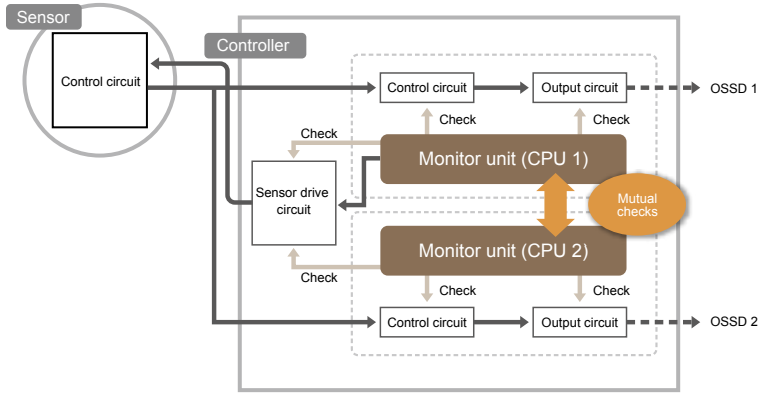 Sensor
Controller
Control circuit
Control circuit
Output circuit
OSSD 1
Check
Check
Check
Monitor unit (CPU 1)
Sensor drive
circuit
Mutual
checks
Monitor unit (CPU 2)
Check
Check
Check
Control circuit
Output circuit
OSSD 2